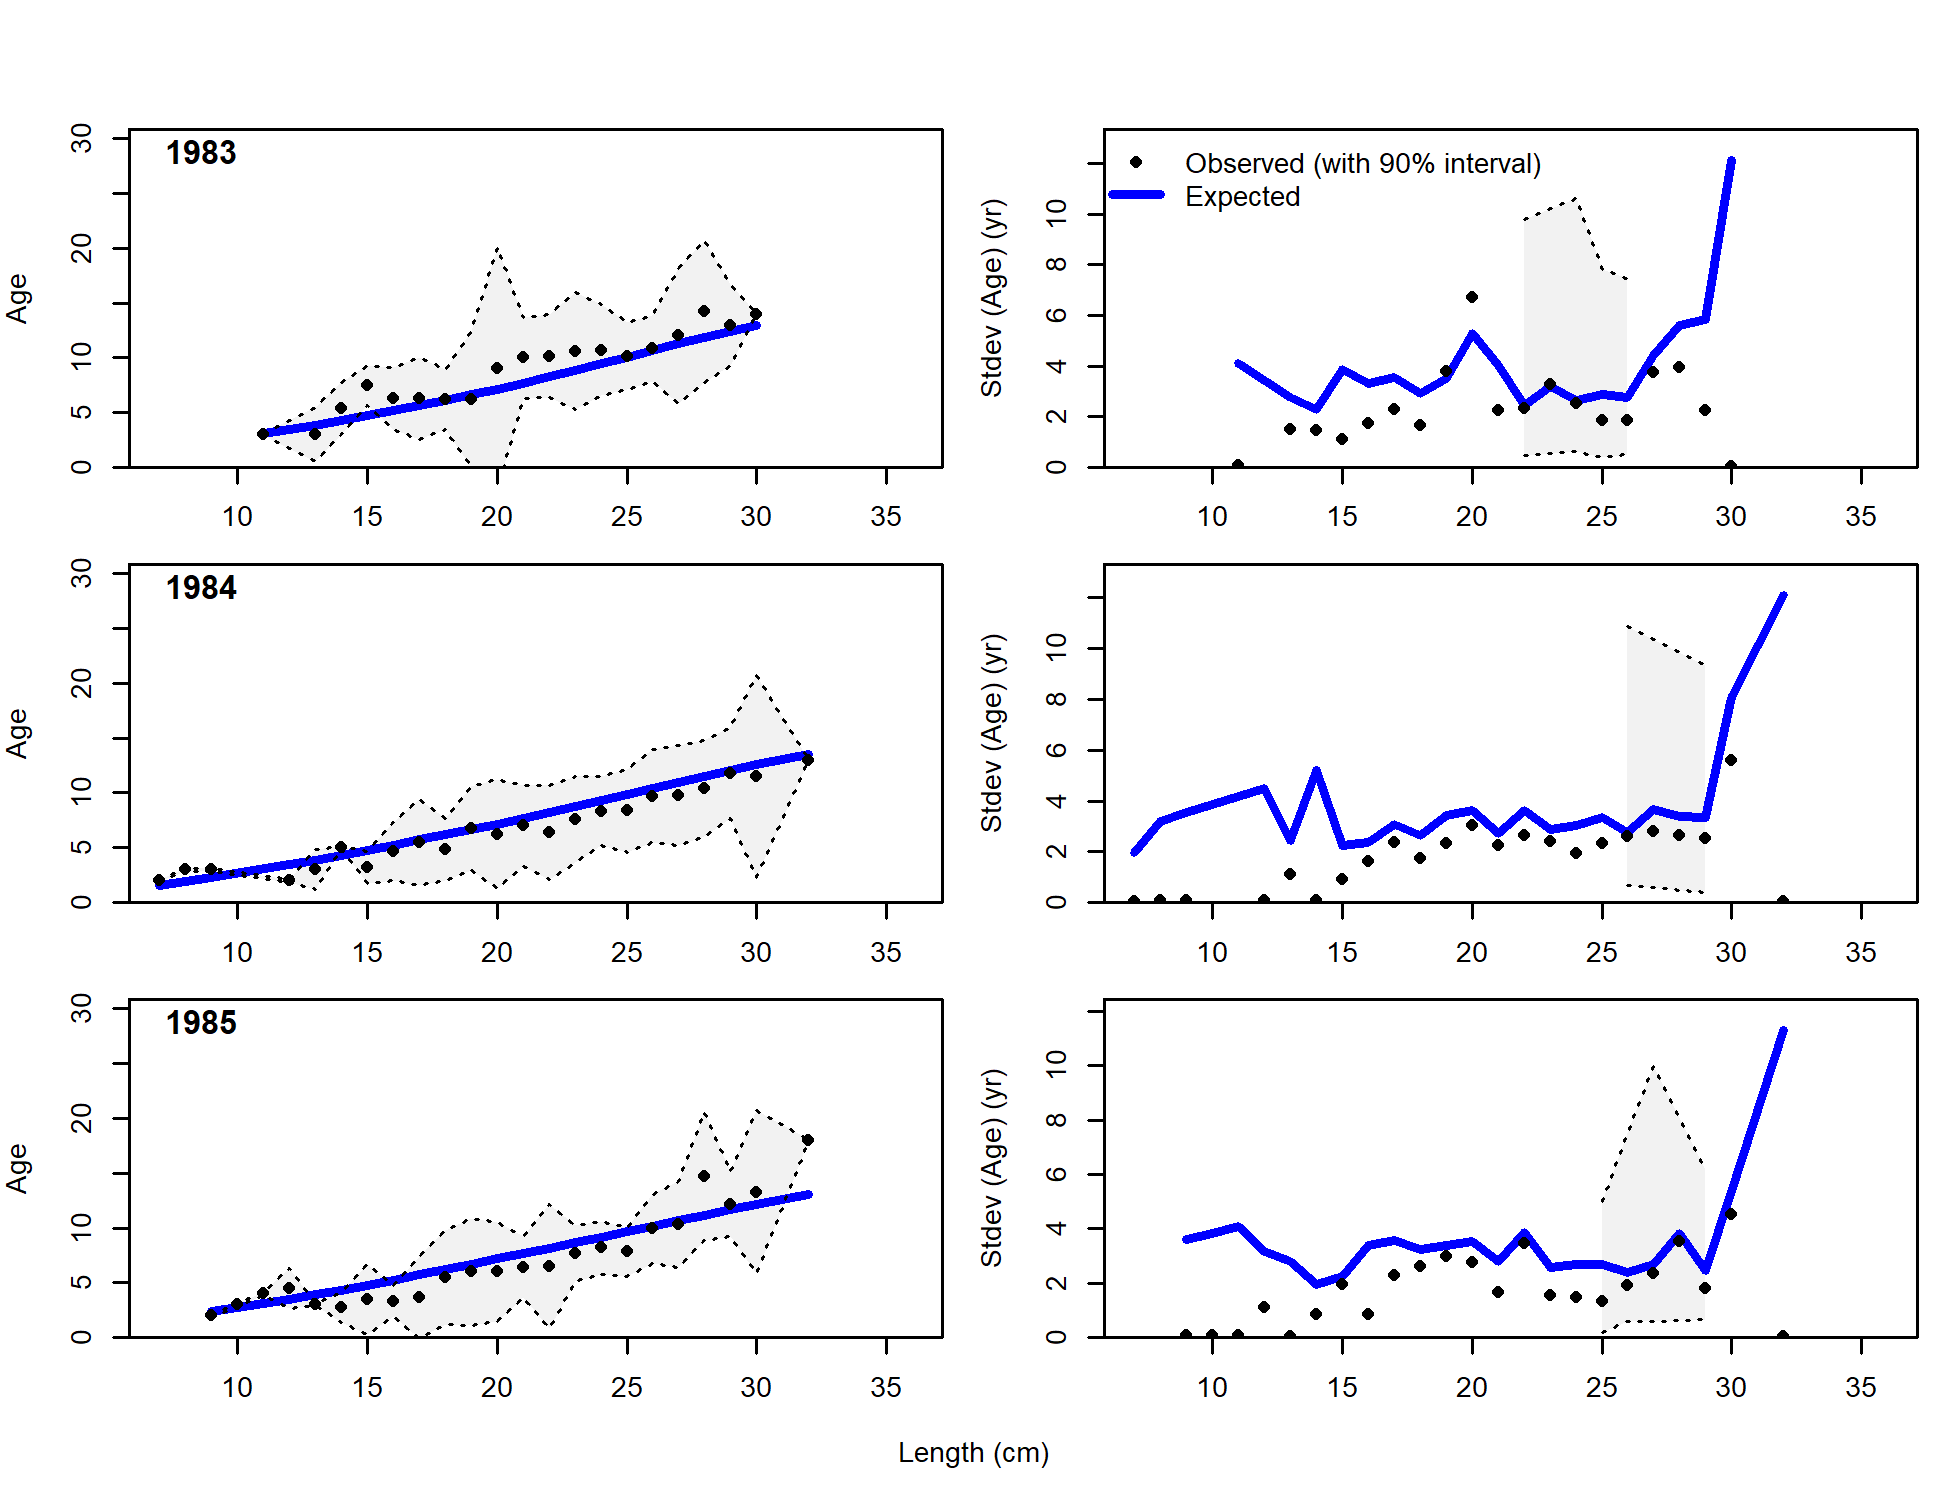 1983
Age
0 5 10 20 30
10 15 20 25 30 35
Observed (with 90% interval)
Expected
Stdev (Age) (yr)
0 2 4 6 8 10
10 15 20 25 30 35
1984
Age
0 5 10 20 30
10 15 20 25 30 35
Stdev (Age) (yr)
0 2 4 6 8 10
10 15 20 25 30 35
1985
Age
0 5 10 20 30
10 15 20 25 30 35
Stdev (Age) (yr)
0 2 4 6 8 10
10 15 20 25 30 35
Length (cm)